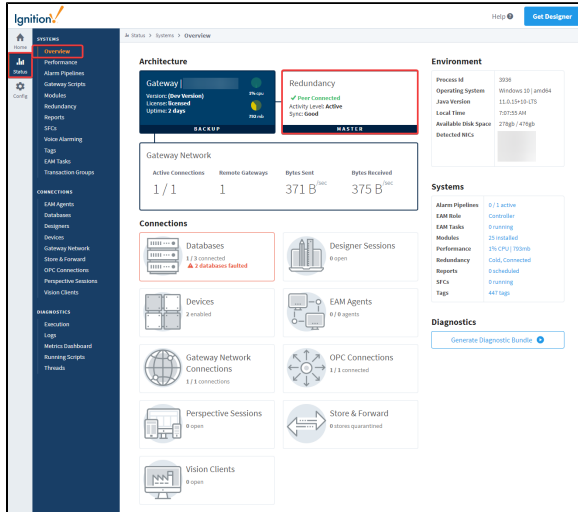 Ignition
Help
Get Designer
Home
Status
Config
SYSTEMS
Overview
Performance
Alarm Pipelines
Gateway Scripts
Modules
Redundancy
Reports
SFCs
Voice Alarming
Tags
EAM Tasks
Transaction Groups
CONNECTIONS
EAM Agents
Databases
Designers
Devices
Gateway Network
Store & Forward
OPC Connections
Perspective Sessions
Vision Clients
DIAGNOSTICS
Execution
Logs
Metrics Dashboard
Running Scripts
Threads
Status > Systems > Overview
Architecture
Gateway |
Version: (Dev Version)
License: licensed
Uptime: 2 days
1% cpu
703 mb
BACKUP
Redundancy
✓ Peer Connected
Activity Level: Active
Sync: Good
MASTER
Gateway Network
Active Connections Remote Gateways Bytes Sent Bytes Received
1 / 1 1 371 B/sec 375 B/sec
Connections
Databases
1 / 3 connected
2 databases faulted
Designer Sessions
0 open
Devices
2 enabled
EAM Agents
0 / 0 agents
Gateway Network
Connections
1 / 1 connections
OPC Connections
1 / 1 connected
Perspective Sessions
0 open
Store & Forward
0 stores quarantined
Vision Clients
0 open
Environment
Process Id 3936
Operating System Windows 10 | amd64
Java Version 11.0.15+10-LTS
Local Time 7:07:55 AM
Available Disk Space 278gb / 476gb
Detected NICs
Systems
Alarm Pipelines 0 / 1 active
EAM Role Controller
EAM Tasks 0 running
Modules 25 installed
Performance 1% CPU | 703mb
Redundancy Cold, Connected
Reports 0 scheduled
SFCs 0 running
Tags 447 tags
Diagnostics
Generate Diagnostic Bundle